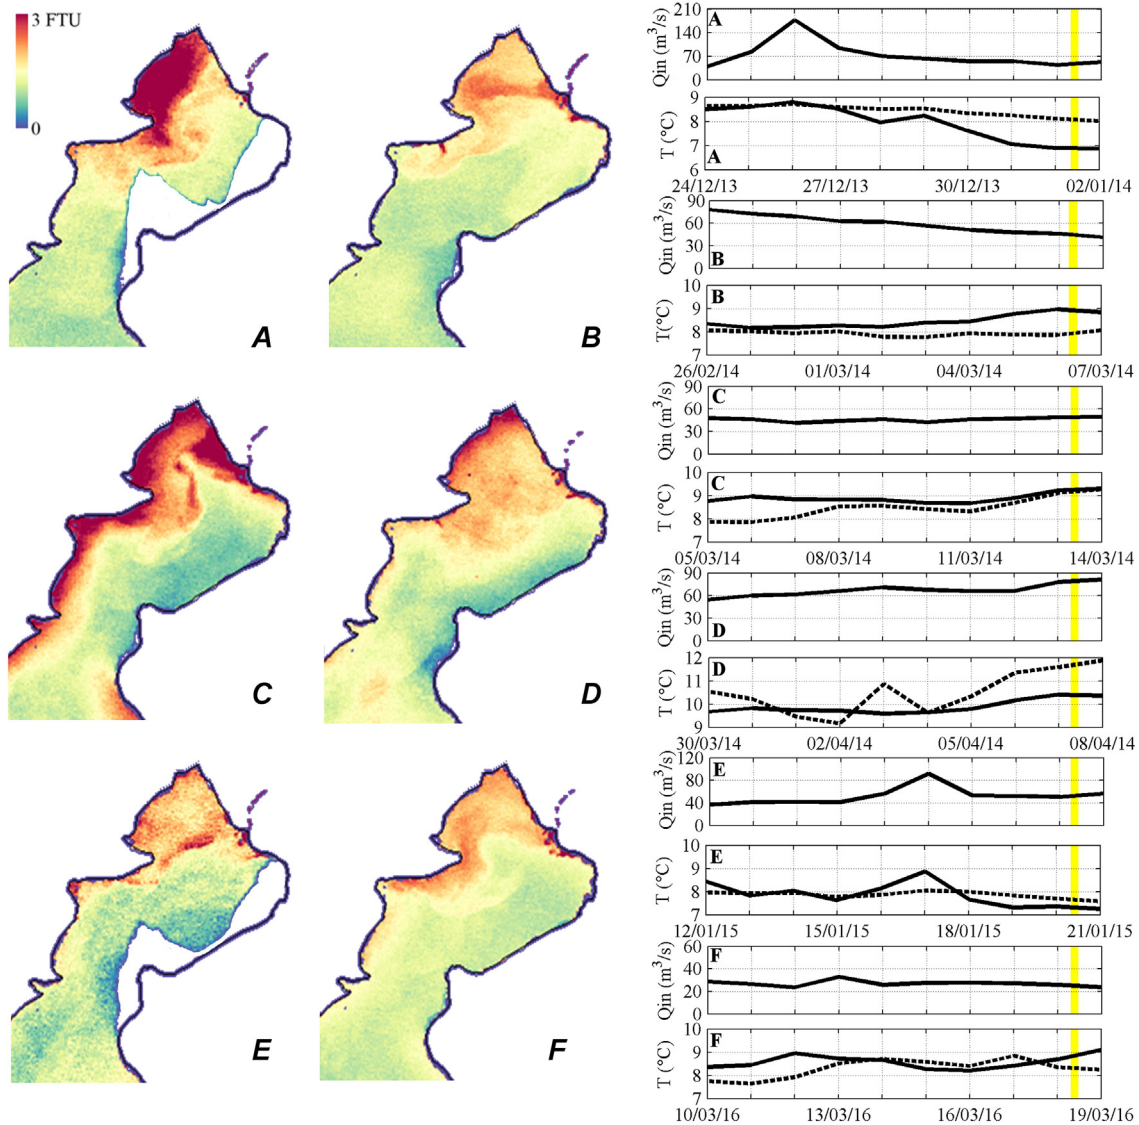 3 FTU
0
A
B
C
D
E
F
Qin (m³/s)
210
140
70
0
A
T (°C)
9
8
7
6
A
24/12/13 27/12/13 30/12/13 02/01/14
Qin (m³/s)
90
60
30
0
B
T(°C)
10
9
8
7
B
26/02/14 01/03/14 04/03/14 07/03/14
Qin (m³/s)
90
60
30
0
C
T (°C)
10
9
8
7
C
05/03/14 08/03/14 11/03/14 14/03/14
Qin (m³/s)
90
60
30
0
D
T (°C)
12
11
10
9
D
30/03/14 02/04/14 05/04/14 08/04/14
Qin (m³/s)
120
80
40
0
E
T (°C)
10
9
8
7
E
12/01/15 15/01/15 18/01/15 21/01/15
Qin (m³/s)
60
40
20
0
F
T (°C)
10
9
8
7
F
10/03/16 13/03/16 16/03/16 19/03/16